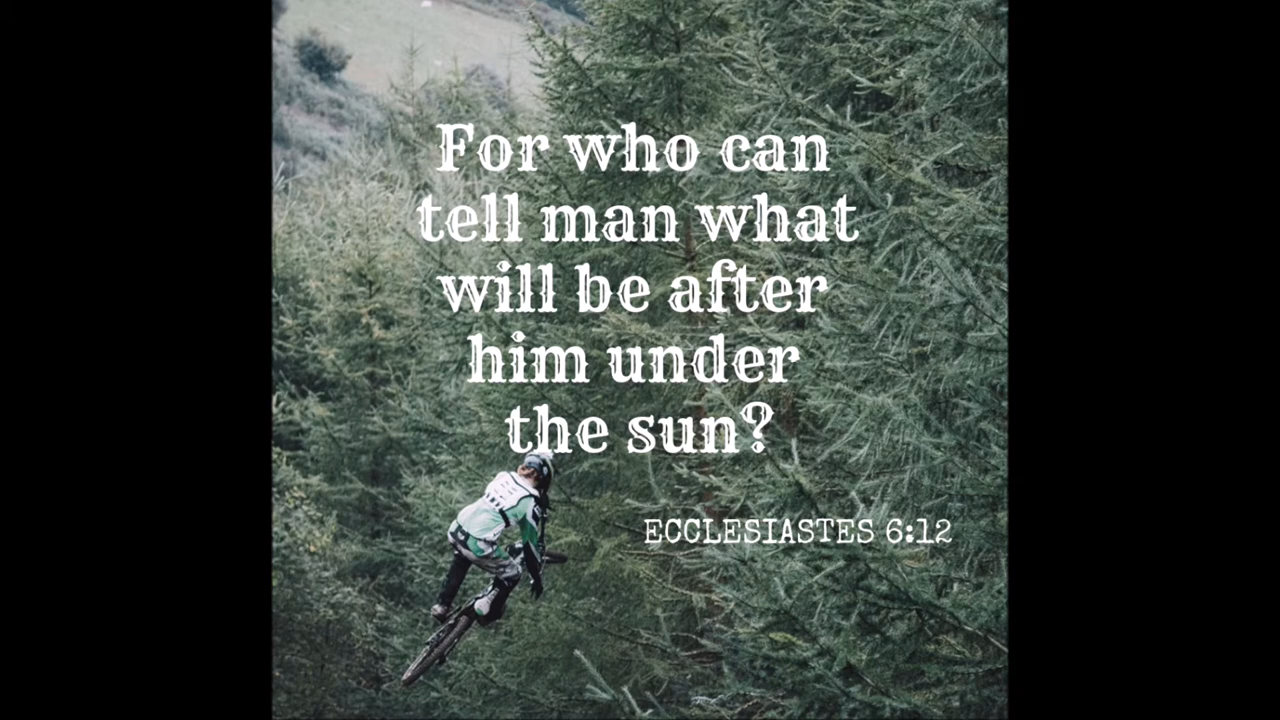 For who can
tell man what
will be after
him under
the sun?
ECCLESIASTES 6:12